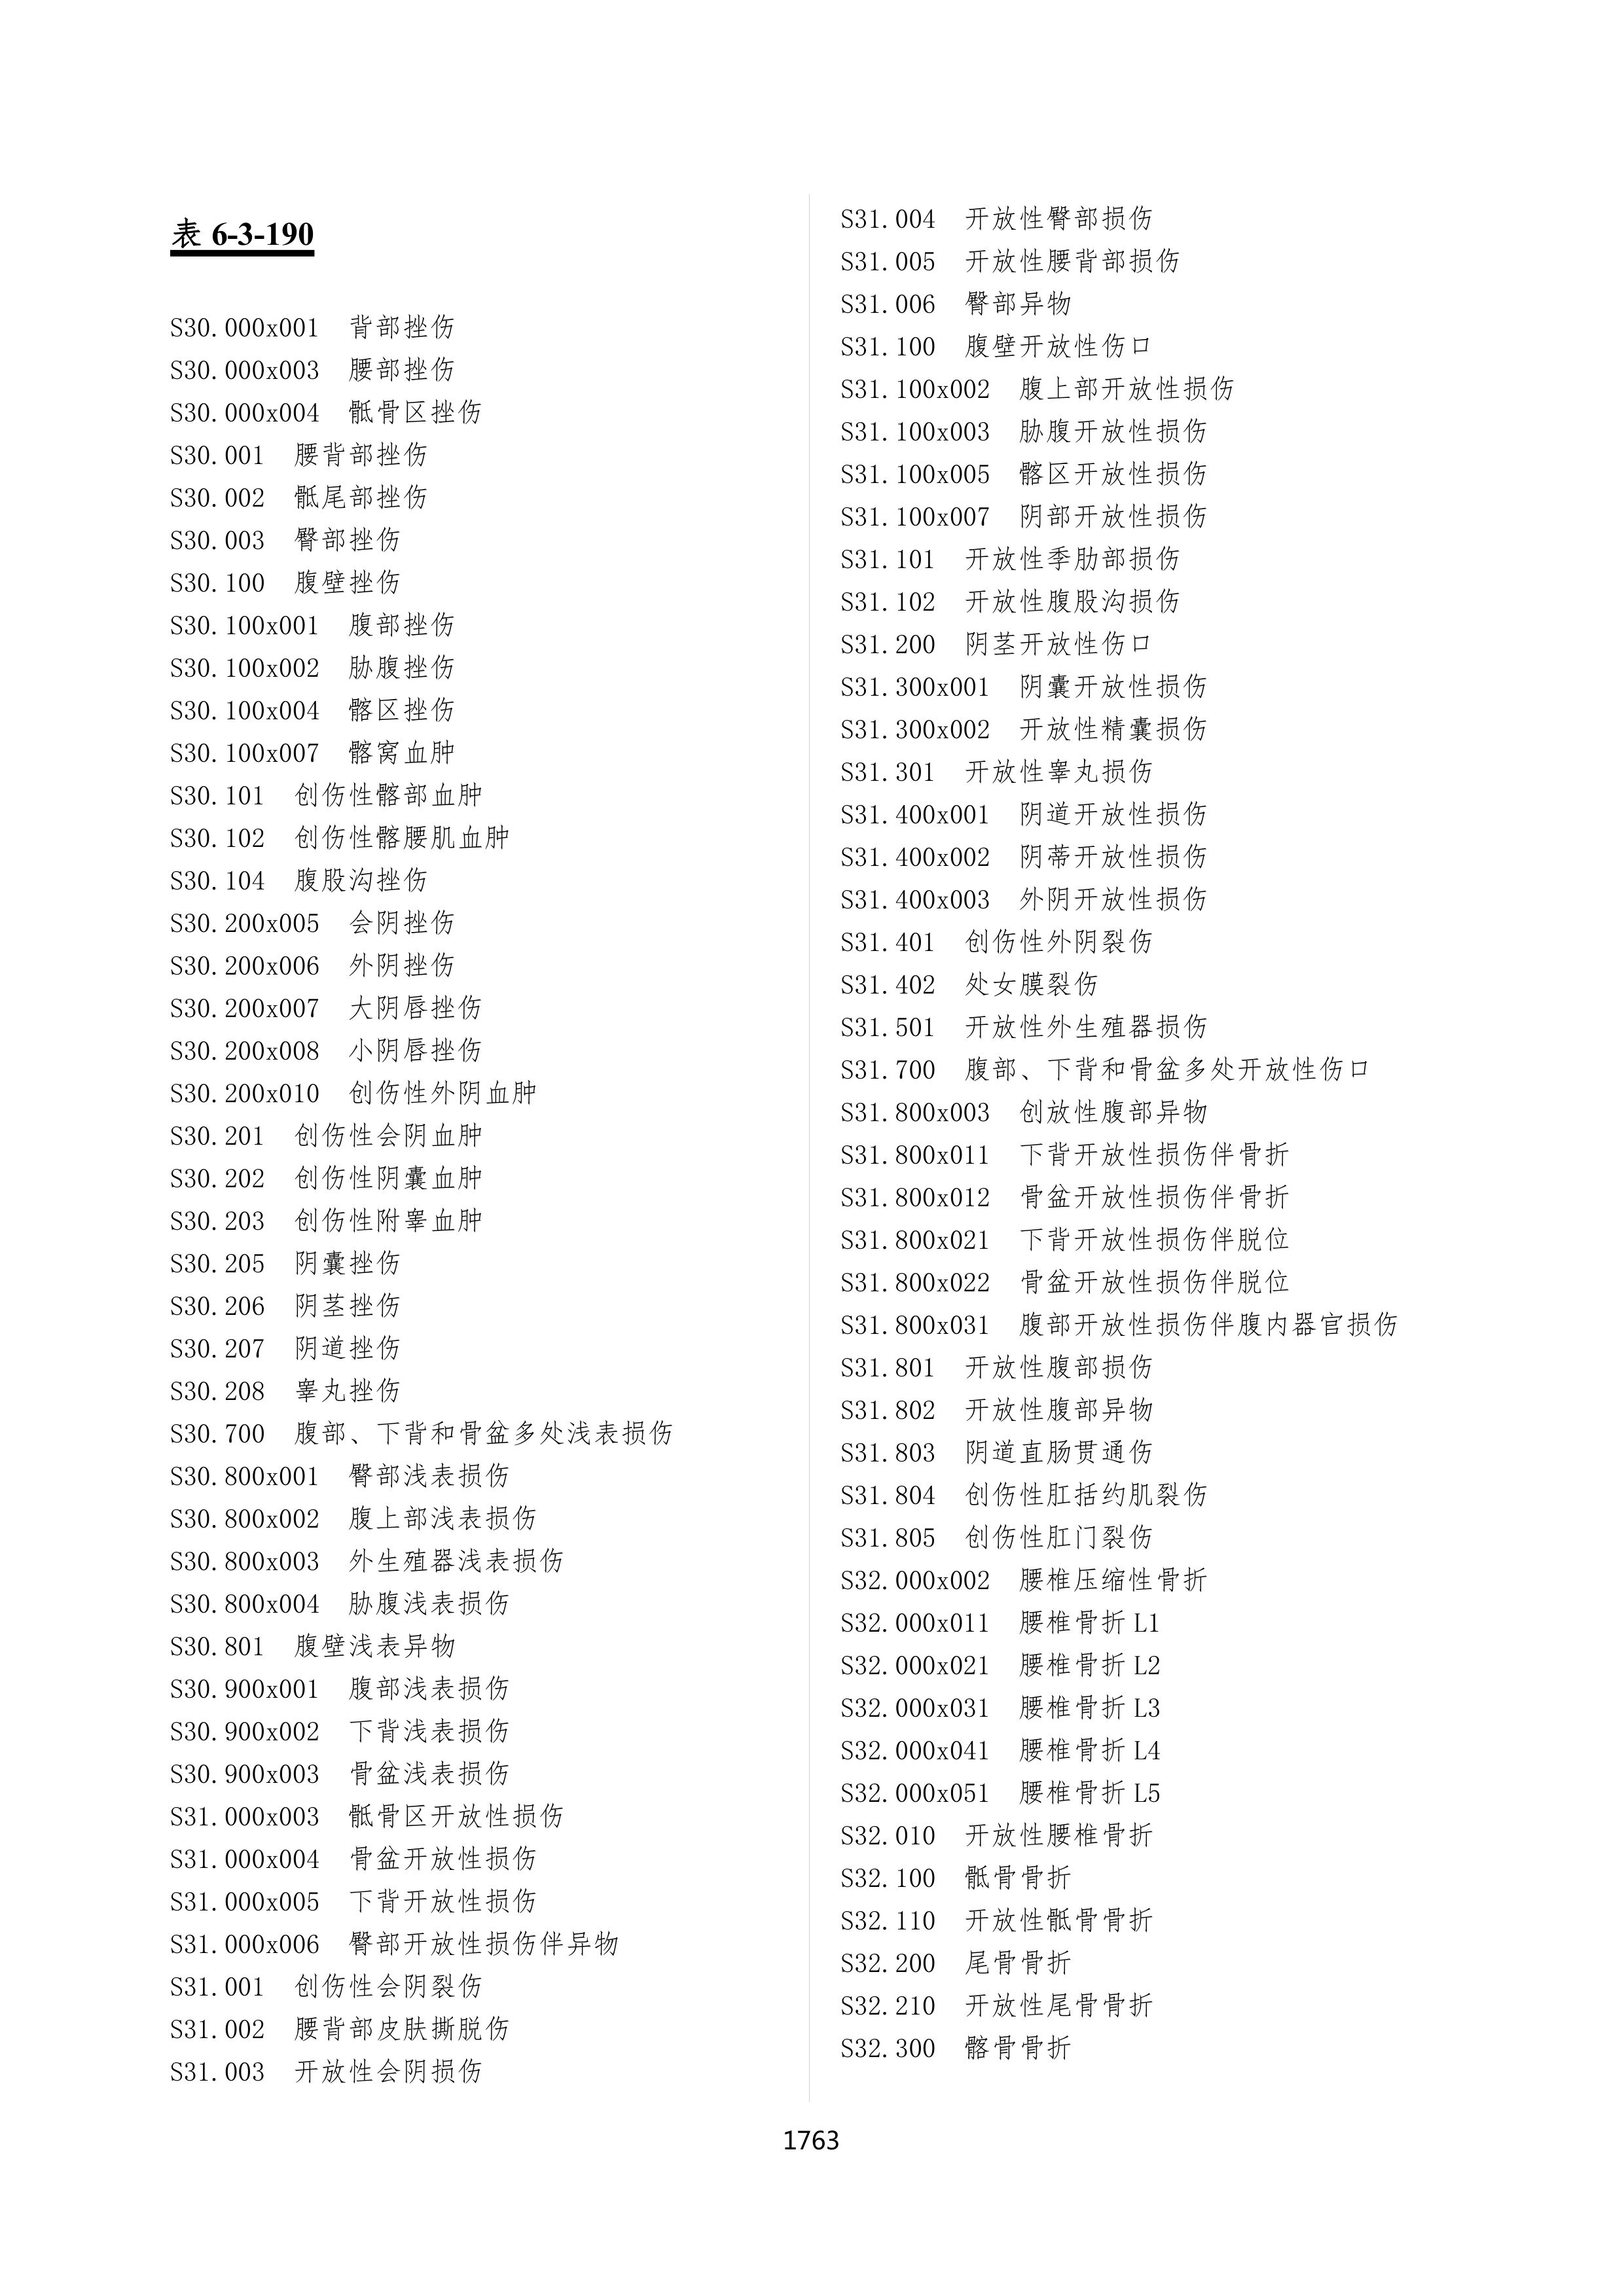 表 6-3-190
S30.000x001 背部挫伤
S30.000x003 腰部挫伤
S30.000x004 骶骨区挫伤
S30.001 腰背部挫伤
S30.002 骶尾部挫伤
S30.003 臀部挫伤
S30.100 腹壁挫伤
S30.100x001 腹部挫伤
S30.100x002 胁腹挫伤
S30.100x004 髂区挫伤
S30.100x007 髂窝血肿
S30.101 创伤性髂部血肿
S30.102 创伤性髂腰肌血肿
S30.104 腹股沟挫伤
S30.200x005 会阴挫伤
S30.200x006 外阴挫伤
S30.200x007 大阴唇挫伤
S30.200x008 小阴唇挫伤
S30.200x010 创伤性外阴血肿
S30.201 创伤性会阴血肿
S30.202 创伤性阴囊血肿
S30.203 创伤性附睾血肿
S30.205 阴囊挫伤
S30.206 阴茎挫伤
S30.207 阴道挫伤
S30.208 睾丸挫伤
S30.700 腹部、下背和骨盆多处浅表损伤
S30.800x001 臀部浅表损伤
S30.800x002 腹上部浅表损伤
S30.800x003 外生殖器浅表损伤
S30.800x004 胁腹浅表损伤
S30.801 腹壁浅表异物
S30.900x001 腹部浅表损伤
S30.900x002 下背浅表损伤
S30.900x003 骨盆浅表损伤
S31.000x003 骶骨区开放性损伤
S31.000x004 骨盆开放性损伤
S31.000x005 下背开放性损伤
S31.000x006 臀部开放性损伤伴异物
S31.001 创伤性会阴裂伤
S31.002 腰背部皮肤撕脱伤
S31.003 开放性会阴损伤
S31.004 开放性臀部损伤
S31.005 开放性腰背部损伤
S31.006 臀部异物
S31.100 腹壁开放性伤口
S31.100x002 腹上部开放性损伤
S31.100x003 胁腹开放性损伤
S31.100x005 髂区开放性损伤
S31.100x007 阴部开放性损伤
S31.101 开放性季肋部损伤
S31.102 开放性腹股沟损伤
S31.200 阴茎开放性伤口
S31.300x001 阴囊开放性损伤
S31.300x002 开放性精囊损伤
S31.301 开放性睾丸损伤
S31.400x001 阴道开放性损伤
S31.400x002 阴蒂开放性损伤
S31.400x003 外阴开放性损伤
S31.401 创伤性外阴裂伤
S31.402 处女膜裂伤
S31.501 开放性外生殖器损伤
S31.700 腹部、下背和骨盆多处开放性伤口
S31.800x003 创放性腹部异物
S31.800x011 下背开放性损伤伴骨折
S31.800x012 骨盆开放性损伤伴骨折
S31.800x021 下背开放性损伤伴脱位
S31.800x022 骨盆开放性损伤伴脱位
S31.800x031 腹部开放性损伤伴腹内器官损伤
S31.801 开放性腹部损伤
S31.802 开放性腹部异物
S31.803 阴道直肠贯通伤
S31.804 创伤性肛括约肌裂伤
S31.805 创伤性肛门裂伤
S32.000x002 腰椎压缩性骨折
S32.000x011 腰椎骨折 L1
S32.000x021 腰椎骨折 L2
S32.000x031 腰椎骨折 L3
S32.000x041 腰椎骨折 L4
S32.000x051 腰椎骨折 L5
S32.010 开放性腰椎骨折
S32.100 骶骨骨折
S32.110 开放性骶骨骨折
S32.200 尾骨骨折
S32.210 开放性尾骨骨折
S32.300 髂骨骨折
1763